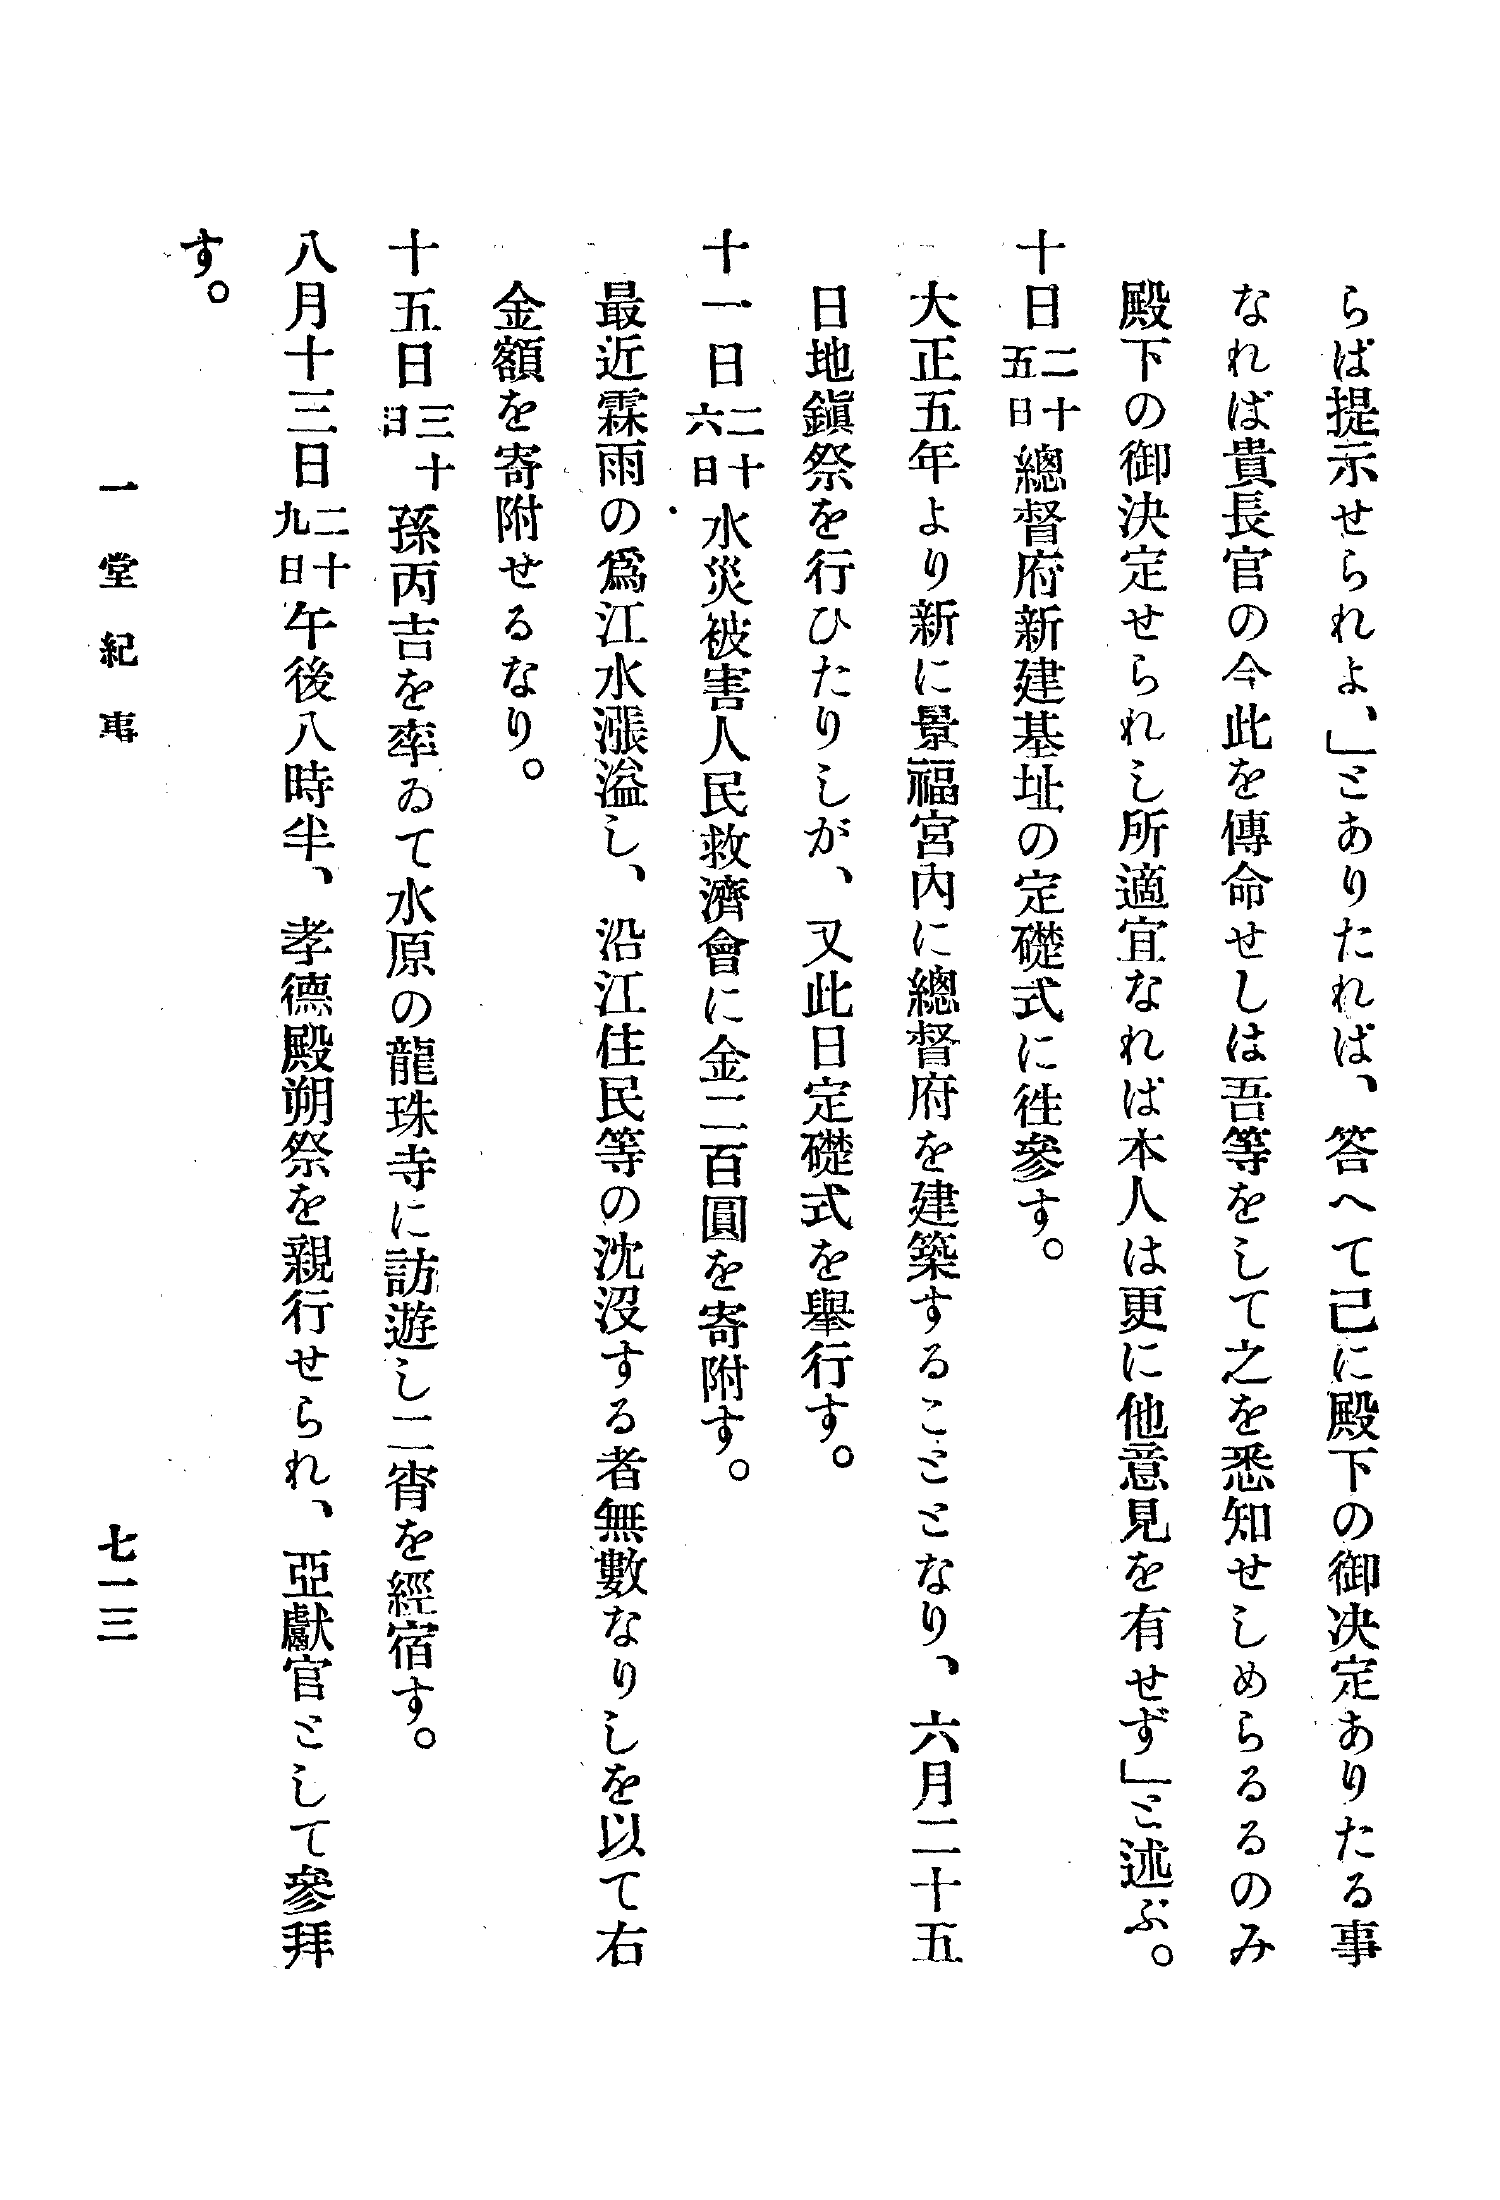 らば提示せられよ、」とありたれば、答へて己に殿下の御決定ありたる事
なれば貴長官の今此を傳命せしは吾等をして之を悉知せしめらるるのみ
殿下の御決定せられし所適宜なれば本人は更に他意見を有せず」と述ぶ。
十日二十五日總督府新建基址の定礎式に徃參す。
大正五年より新に景福宮內に總督府を建築することとなり、六月二十五
日地鎭祭を行ひたりしが、又此日定礎式を擧行す。
十一日二十六日水災被害人民救濟會に金二百圓を寄附す。
最近霖雨の爲江水漲溢し、沿江住民等の沈沒する者無數なりしを以て右
金額を寄附せるなり。
十五日三十日孫丙吉を率ゐて水原の龍珠寺に訪遊し二宵を經宿す。
八月十三日二十九日午後八時半、孝德殿朔祭を親行せられ、亞獻官として參拜
す。
一堂紀事
七一三